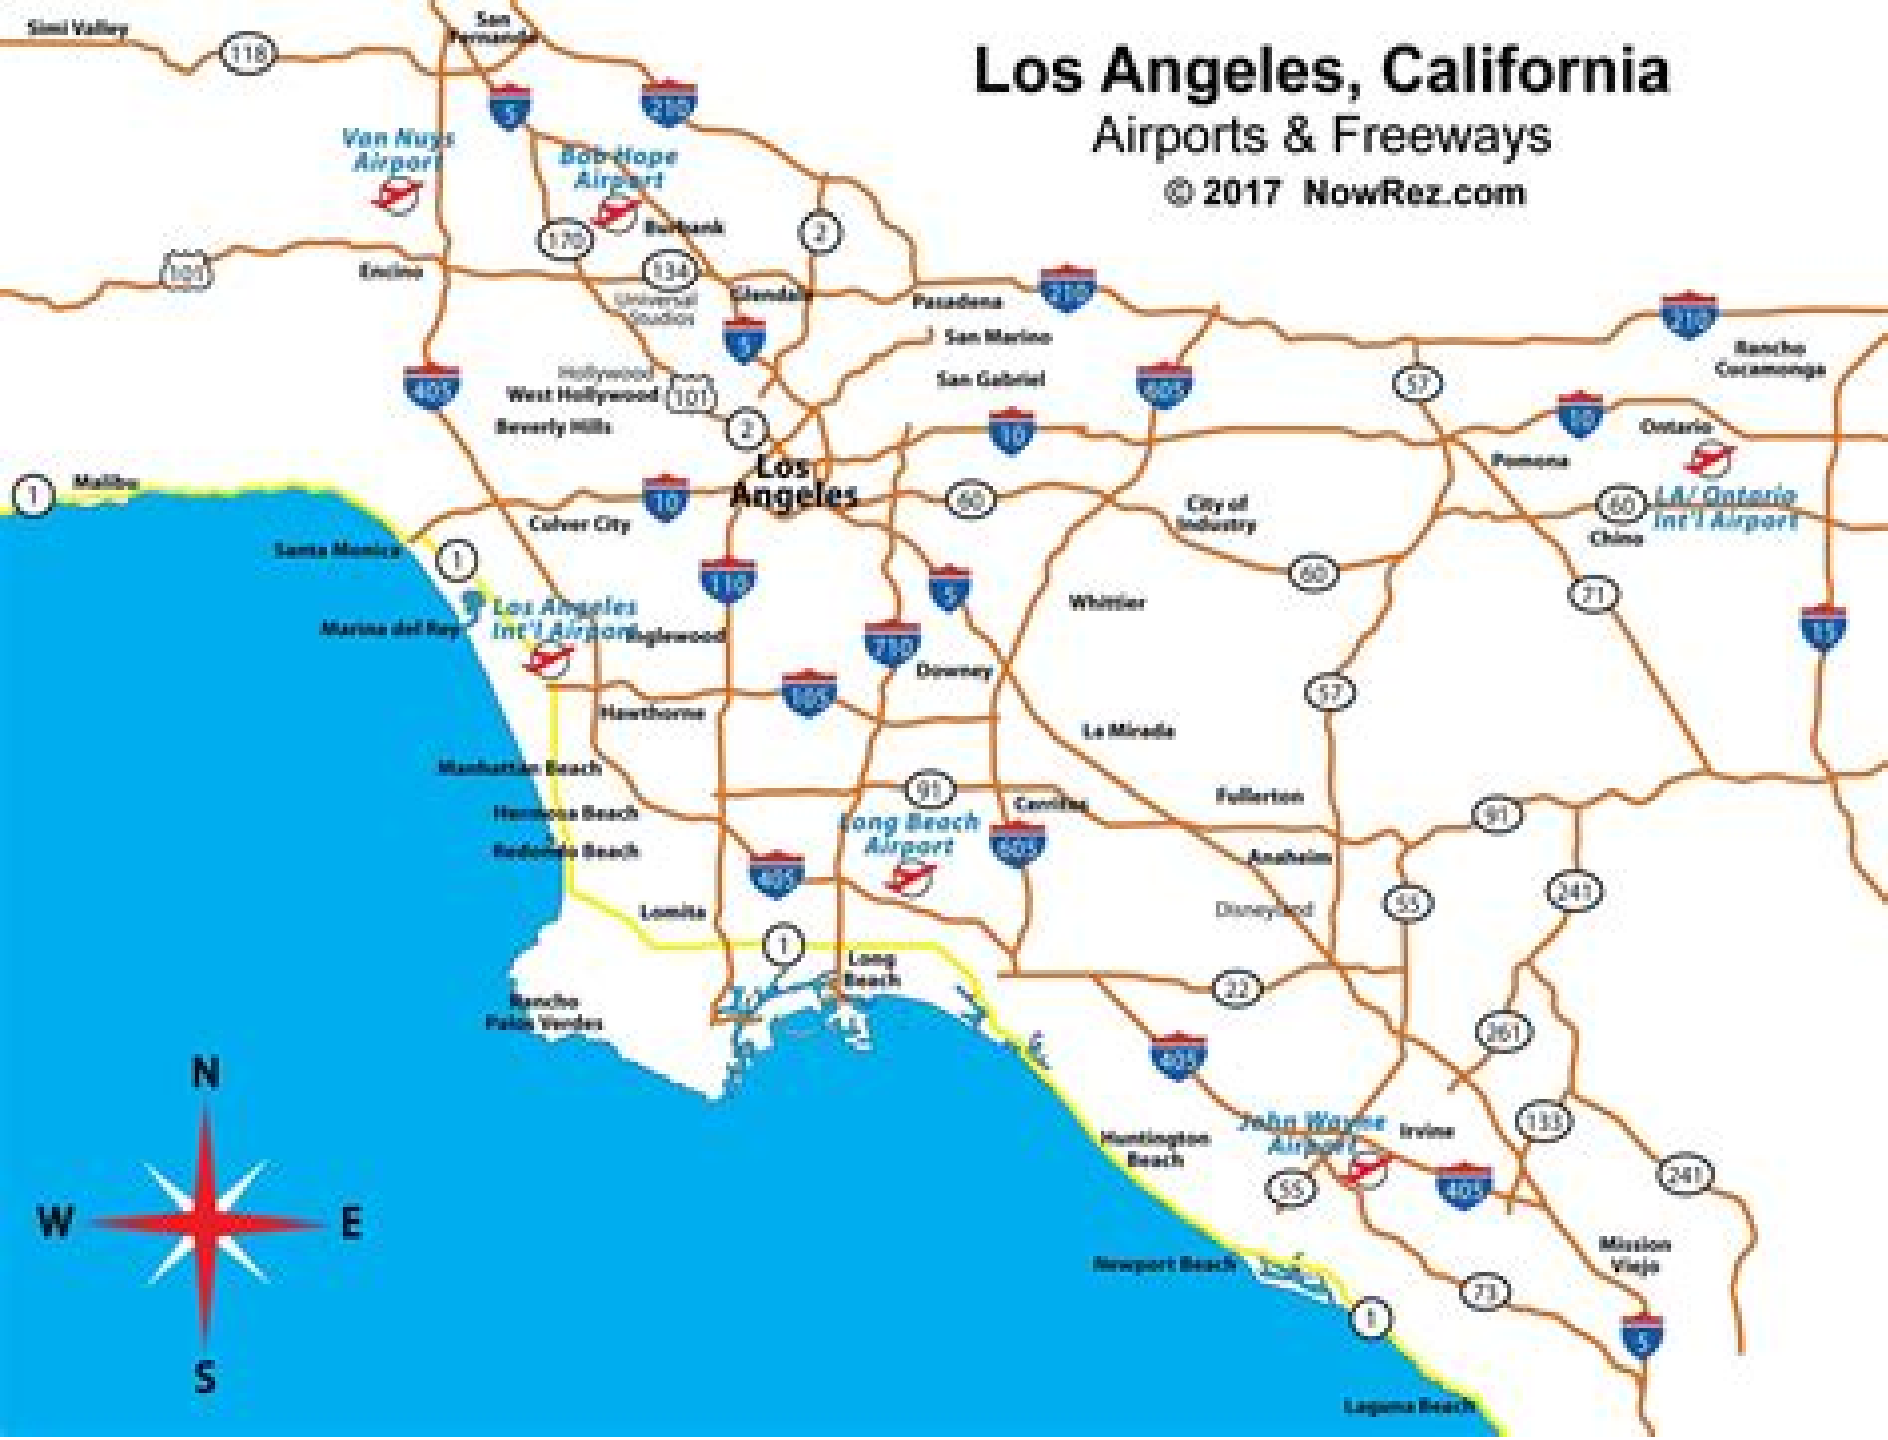 Los Angeles, California
Airports & Freeways
© 2017 NowRez.com
Simi Valley
118
San
Fernando
5
210
Van Nuys
Airport
Bob Hope
Airport
170
Burbank
2
101
Encino
134
Universal
Studios
Glendale
Pasadena
210
210
5
San Marino
Rancho
Cucamonga
405
Hollywood
West Hollywood
101
San Gabriel
605
57
Beverly Hills
2
10
10
Ontario
Pomona
1
Malibu
Los
Angeles
10
60
City of
Industry
60
LA/ Ontario
Int'l Airport
Culver City
Chino
Santa Monica
1
110
5
60
71
Los Angeles
Int'l Airport
Marina del Rey
Inglewood
Whittier
15
710
Downey
105
57
Hawthorne
La Mirada
Manhattan Beach
91
Cerritos
Fullerton
91
Hermosa Beach
Long Beach
Airport
605
Redondo Beach
Anaheim
405
241
55
Lomita
Disneyland
1
Long
Beach
22
Rancho
Palos Verdes
261
405
N
W
E
S
Huntington
Beach
John Wayne
Airport
Irvine
133
55
405
241
Newport Beach
Mission
Viejo
73
1
5
Laguna Beach